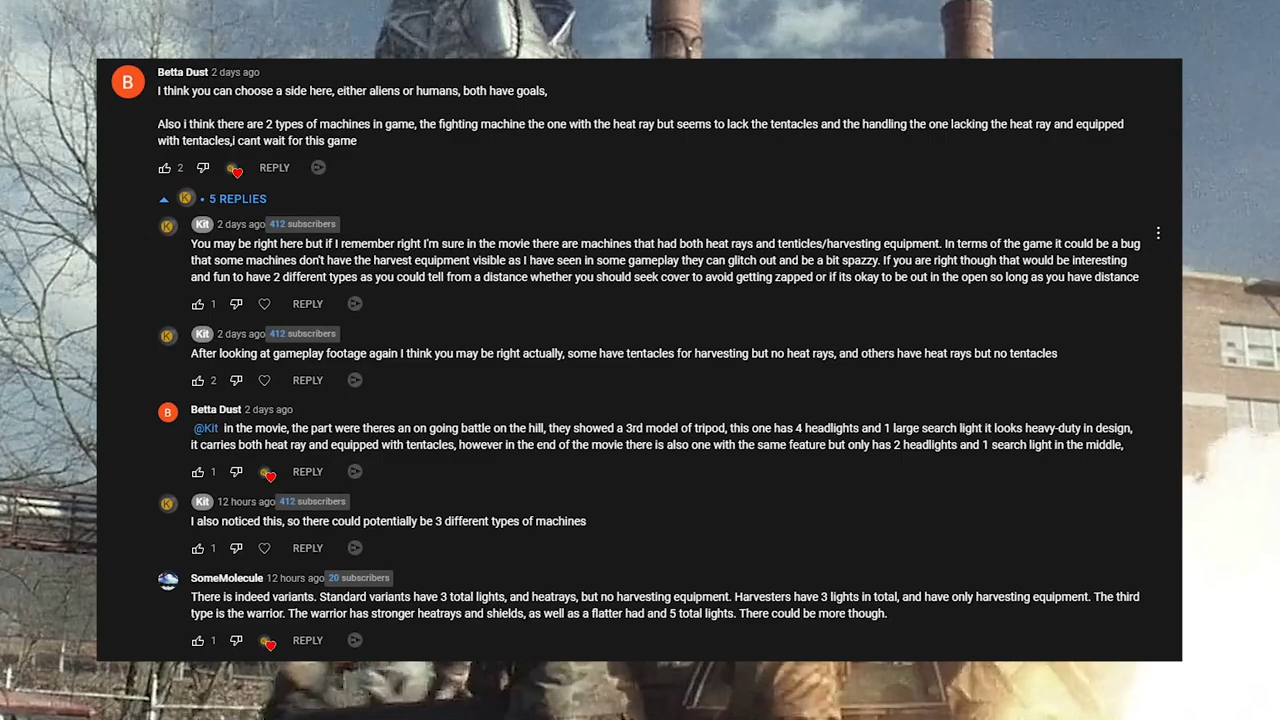 B
Betta Dust 2 days ago
I think you can choose a side here, either aliens or humans, both have goals,
Also i think there are 2 types of machines in game, the fighting machine the one with the heat ray but seems to lack the tentacles and the handling the one lacking the heat ray and equipped
with tentacles,i cant wait for this game
2 REPLY
K • 5 REPLIES
K
Kit 2 days ago 412 subscribers
You may be right here but if I remember right I'm sure in the movie there are machines that had both heat rays and tenticles/harvesting equipment. In terms of the game it could be a bug
that some machines don't have the harvest equipment visible as I have seen in some gameplay they can glitch out and be a bit spazzy. If you are right though that would be interesting
and fun to have 2 different types as you could tell from a distance whether you should seek cover to avoid getting zapped or if its okay to be out in the open so long as you have distance
1 REPLY
K
Kit 2 days ago 412 subscribers
After looking at gameplay footage again I think you may be right actually, some have tentacles for harvesting but no heat rays, and others have heat rays but no tentacles
2 REPLY
B
Betta Dust 2 days ago
@Kit in the movie, the part were theres an on going battle on the hill, they showed a 3rd model of tripod, this one has 4 headlights and 1 large search light it looks heavy-duty in design,
it carries both heat ray and equipped with tentacles, however in the end of the movie there is also one with the same feature but only has 2 headlights and 1 search light in the middle,
1 REPLY
K
Kit 12 hours ago 412 subscribers
I also noticed this, so there could potentially be 3 different types of machines
1 REPLY
SomeMolecule 12 hours ago 20 subscribers
There is indeed variants. Standard variants have 3 total lights, and heatrays, but no harvesting equipment. Harvesters have 3 lights in total, and have only harvesting equipment. The third
type is the warrior. The warrior has stronger heatrays and shields, as well as a flatter had and 5 total lights. There could be more though.
1 REPLY